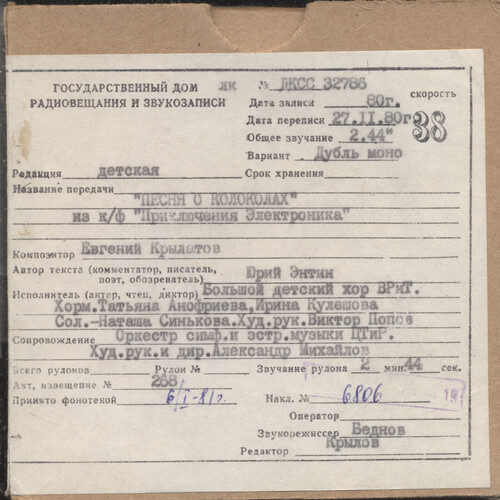 ГОСУДАРСТВЕННЫЙ ДОМ
РАДИОВЕЩАНИЯ И ЗВУКОЗАПИСИ
ЯК № ДКСС 32786
Дата записи 80г. скорость
Дата переписи 27.II.80г 38
Общее звучание 2.44"
Вариант Дубль моно
Редакция детская Срок хранения
Название передачи
"ПЕСНЯ О КОЛОКОЛАХ"
из к/ф "Приключения Электроника"
Композитор Евгений Крылатов
Автор текста (комментатор, писатель,
поэт, обозреватель) Юрий Энтин
Исполнитель (актер, чтец, диктор) Большой детский хор ВРиТ.
Хорм.Татьяна Анофриева,Ирина Кулешова
Сол.-Наташа Синькова.Худ.рук.Виктор Попов
Сопровождение Оркестр симф.и эстр.музыки ЦТиР.
Худ.рук.и дир.Александр Михайлов
Всего рулонов Рулон № Звучание рулона 2 мин. 44 сек.
Акт, извещение № 268
Принято фонотекой 6/I-81г. Накл. № 6806
Оператор
Звукорежиссер Беднов
Редактор Крылов